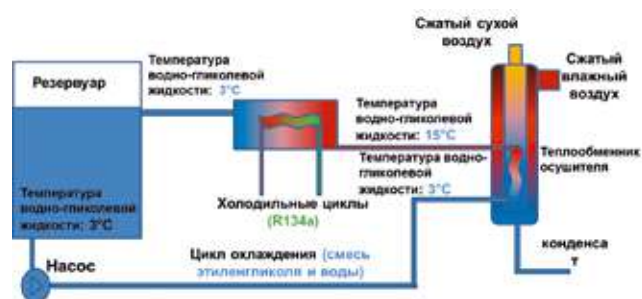 Сжатый сухой
воздух
Сжатый
влажный
воздух
Температура
водно-гликолевой
жидкости: 3°C
Резервуар
Температура
водно-гликолевой
жидкости: 15°C
Температура водно-
гликолевой
жидкости: 3°C
Теплообменник
осушителя
Температура
водно-гликолевой
жидкости: 3°C
Холодильные циклы
(R134a)
Цикл охлаждения (смесь
этиленгликоля и воды)
Насос
конденса
т